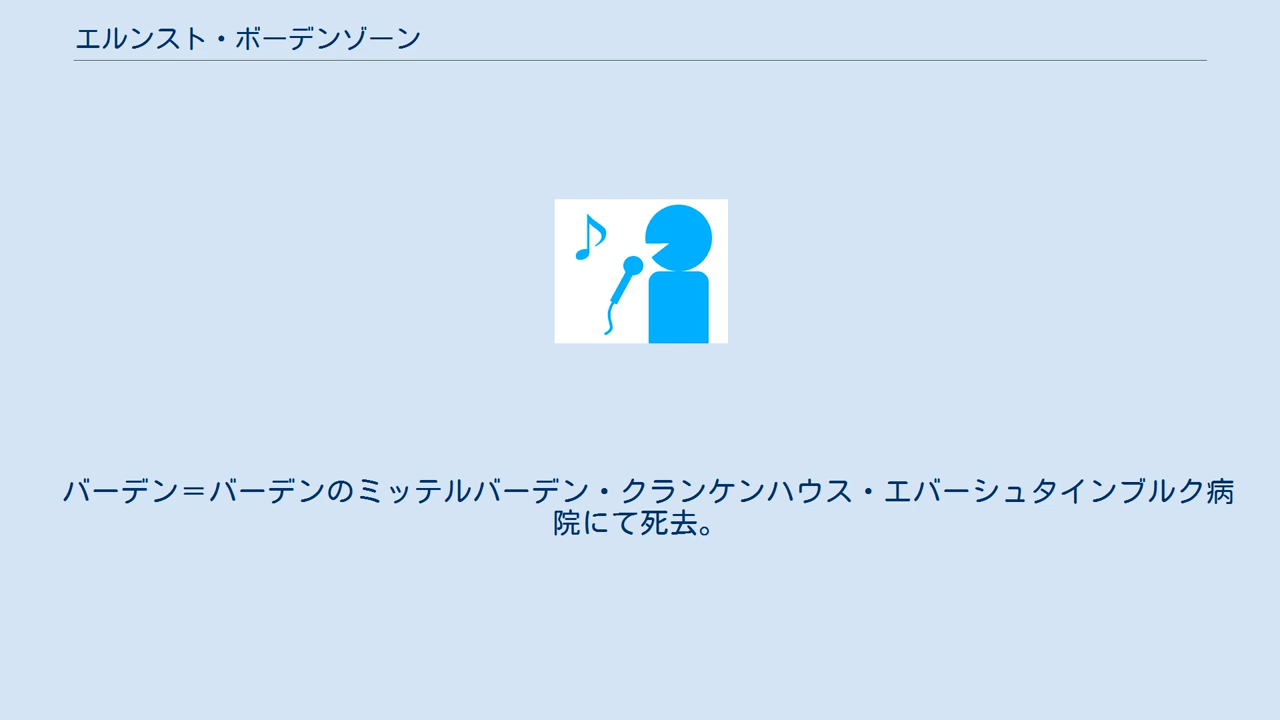 エルンスト・ボーデンゾーン
バーデン＝バーデンのミッテルバーデン・クランケンハウス・エバーシュタインブルク病
院にて死去。